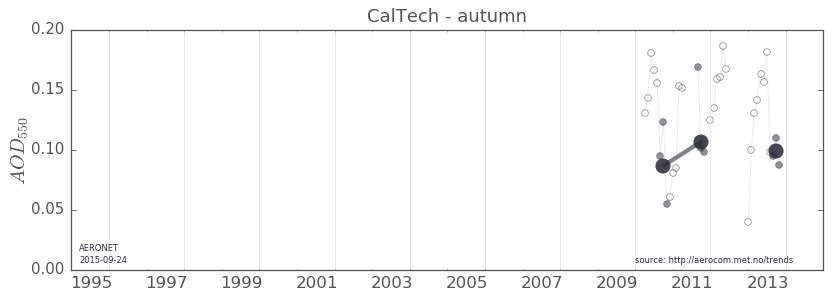 CalTech - autumn
0.20
0.15
0.10
0.05
0.00
AOD550
AERONET
2015-09-24
source: http://aerocom.met.no/trends
1995 1997 1999 2001 2003 2005 2007 2009 2011 2013